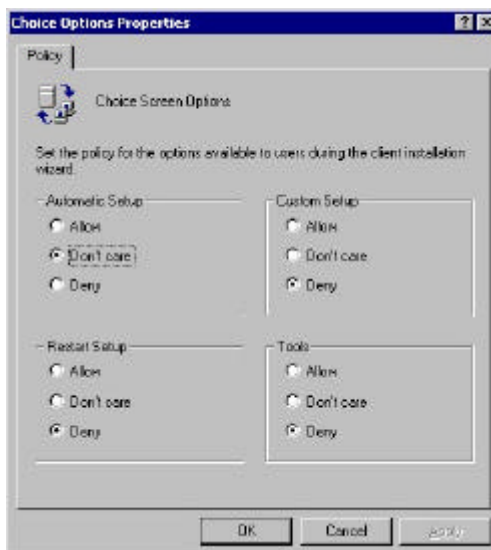 Choice Options Properties
Policy
Choice Screen Options
Set the policy for the options available to users during the client installation
wizard.
Automatic Setup
Allow
Don't care
Deny
Custom Setup
Allow
Don't care
Deny
Restart Setup
Allow
Don't care
Deny
Tools
Allow
Don't care
Deny
OK
Cancel
Apply